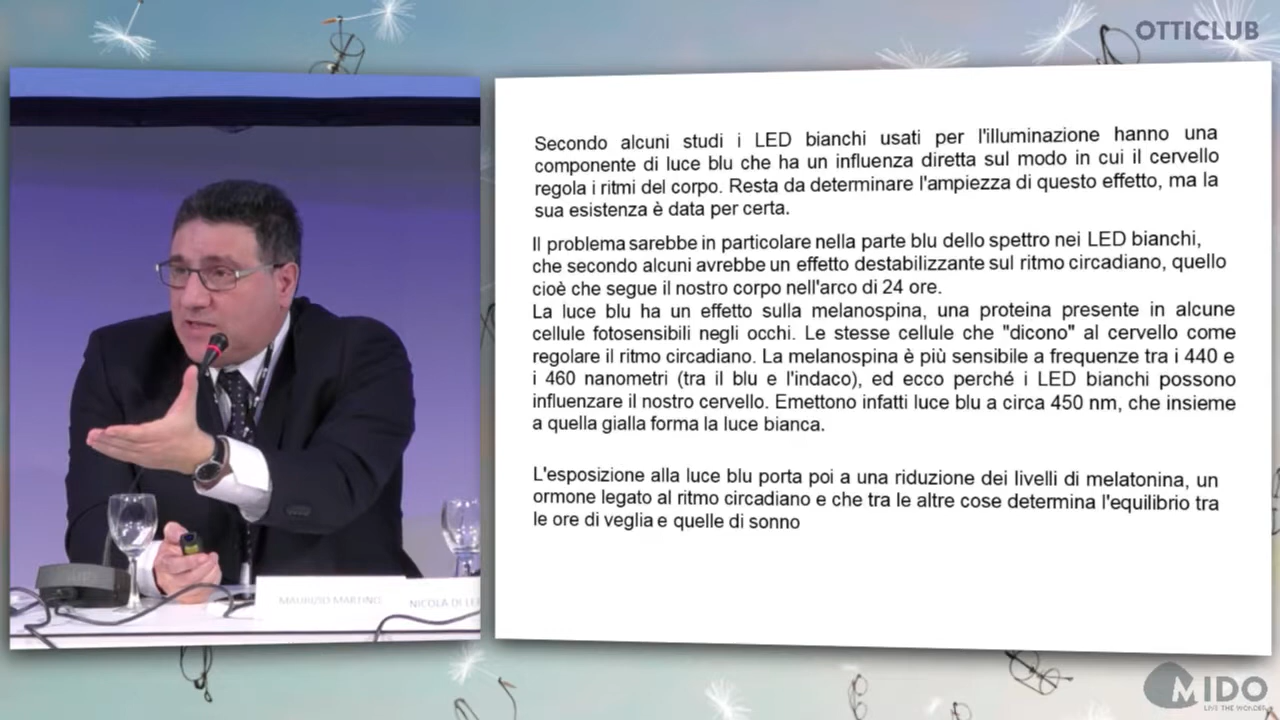 OTTICLUB
Secondo alcuni studi i LED bianchi usati per l'illuminazione hanno una
componente di luce blu che ha un influenza diretta sul modo in cui il cervello
regola i ritmi del corpo. Resta da determinare l'ampiezza di questo effetto, ma la
sua esistenza è data per certa.
Il problema sarebbe in particolare nella parte blu dello spettro nei LED bianchi,
che secondo alcuni avrebbe un effetto destabilizzante sul ritmo circadiano, quello
cioè che segue il nostro corpo nell'arco di 24 ore.
La luce blu ha un effetto sulla melanospina, una proteina presente in alcune
cellule fotosensibili negli occhi. Le stesse cellule che "dicono" al cervello come
regolare il ritmo circadiano. La melanospina è più sensibile a frequenze tra i 440 e
i 460 nanometri (tra il blu e l'indaco), ed ecco perché i LED bianchi possono
influenzare il nostro cervello. Emettono infatti luce blu a circa 450 nm, che insieme
a quella gialla forma la luce bianca.
L'esposizione alla luce blu porta poi a una riduzione dei livelli di melatonina, un
ormone legato al ritmo circadiano e che tra le altre cose determina l'equilibrio tra
le ore di veglia e quelle di sonno
MAURIZIO MARTINO
NICOLA DI LE
MIDO
LIVE THE WONDER